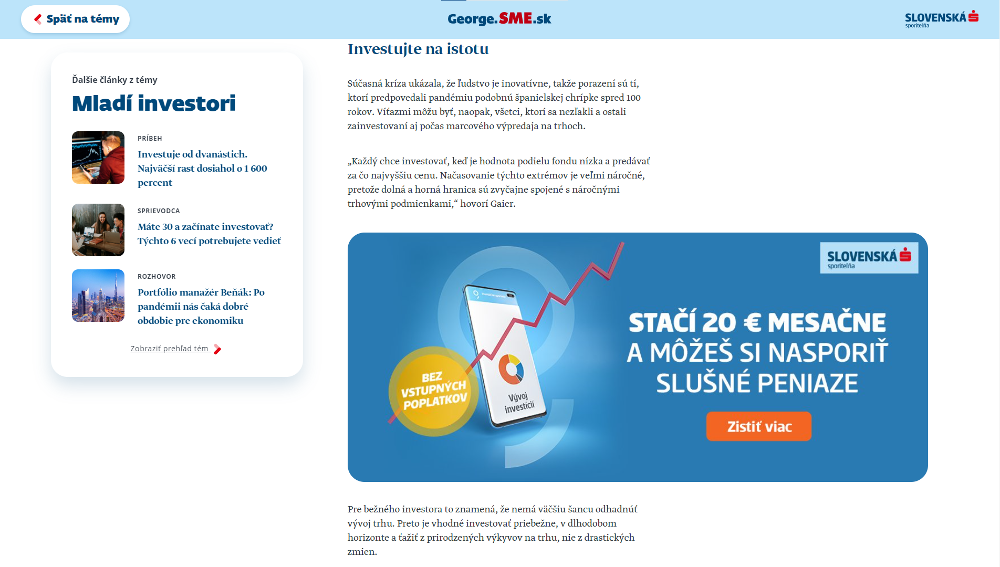 Späť na témy
George.SME.sk
SLOVENSKÁ
sporiteľňa
Ďalšie články z témy
Mladí investori
PRÍBEH
Investuje od dvanástich.
Najväčší rast dosiahol o 1 600
percent
SPRIEVODCA
Máte 30 a začínate investovať?
Týchto 6 vecí potrebujete vedieť
ROZHOVOR
Portfólio manažér Beňák: Po
pandémii nás čaká dobré
obdobie pre ekonomiku
Zobraziť prehľad tém
Investujte na istotu
Súčasná kríza ukázala, že ľudstvo je inovatívne, takže porazení sú tí,
ktorí predpovedali pandémiu podobnú španielskej chrípke spred 100
rokov. Víťazmi môžu byť, naopak, všetci, ktorí sa nezľakli a ostali
zainvestovaní aj počas marcového výpredaja na trhoch.
„Každý chce investovať, keď je hodnota podielu fondu nízka a predávať
za čo najvyššiu cenu. Načasovanie týchto extrémov je veľmi náročné,
pretože dolná a horná hranica sú zvyčajne spojené s náročnými
trhovými podmienkami,“ hovorí Gaier.
SLOVENSKÁ
sporiteľňa
BEZ
VSTUPNÝCH
POPLATKOV
Vývoj
investícií
STAČÍ 20 € MESAČNE
A MÔŽEŠ SI NASPORIŤ
SLUŠNÉ PENIAZE
Zistiť viac
Pre bežného investora to znamená, že nemá väčšiu šancu odhadnúť
vývoj trhu. Preto je vhodné investovať priebežne, v dlhodobom
horizonte a ťažiť z prirodzených výkyvov na trhu, nie z drastických
zmien.